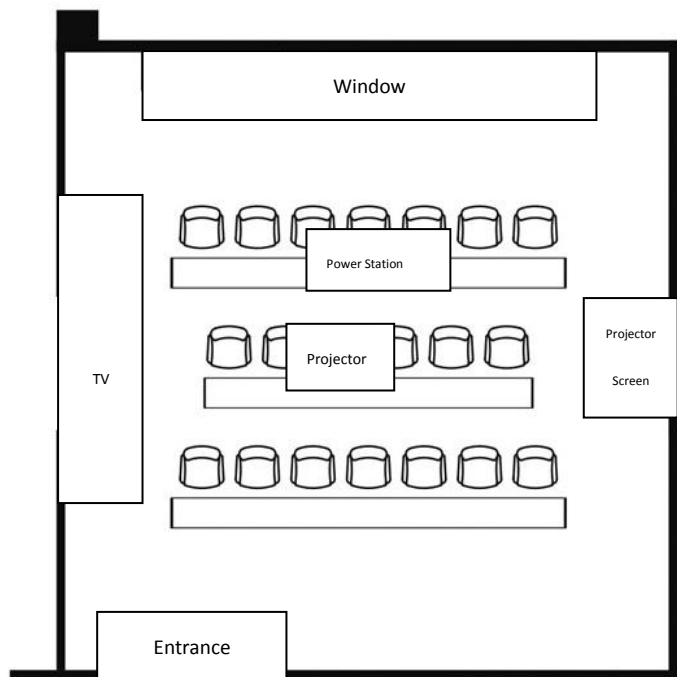 Window
Power Station
Projector
Projector
Screen
TV
Entrance